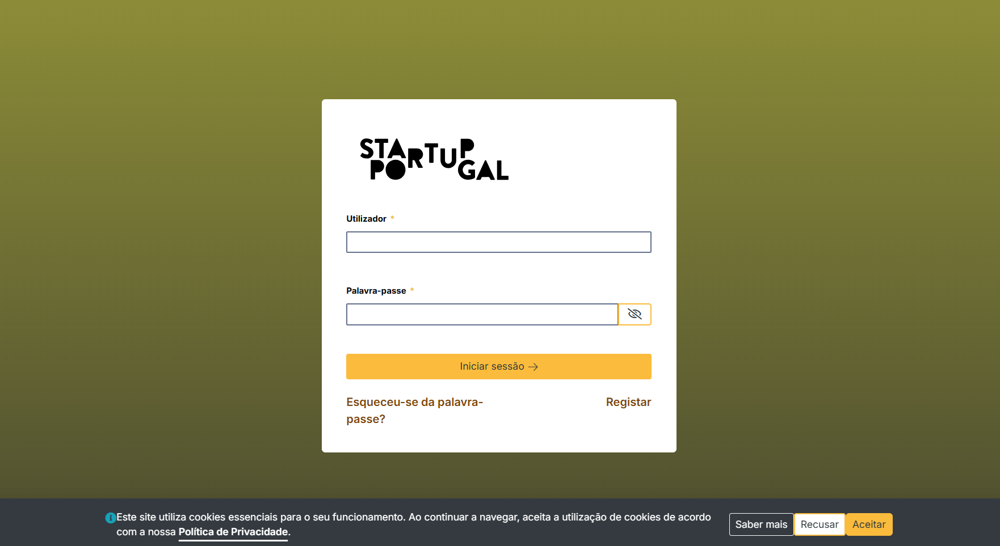 STARTUP
PORTUGAL
Utilizador *
Palavra-passe *
Iniciar sessão →
Esqueceu-se da palavra-
passe?
Registar
Este site utiliza cookies essenciais para o seu funcionamento. Ao continuar a navegar, aceita a utilização de cookies de acordo
com a nossa Política de Privacidade.
Saber mais
Recusar
Aceitar